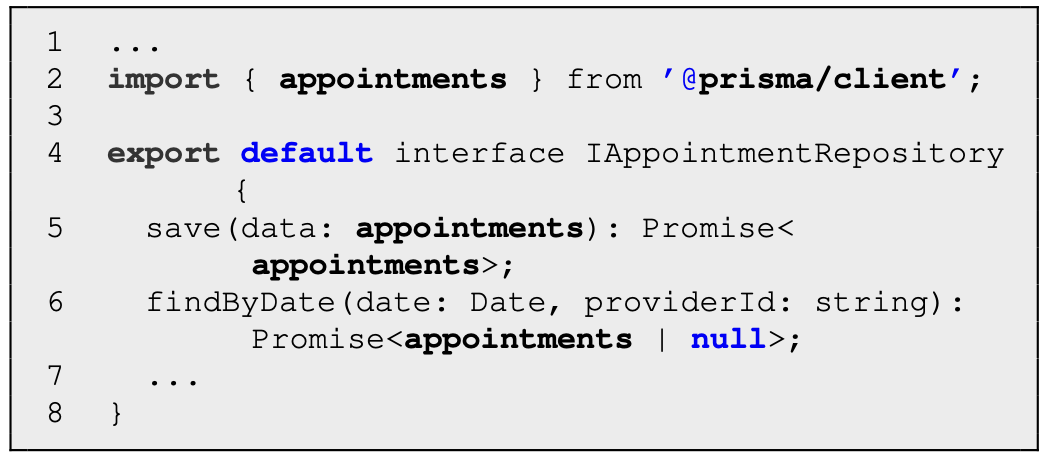 1 ...
2 import { appointments } from '@prisma/client';
3
4 export default interface IAppointmentRepository
{
5 save(data: appointments): Promise<
appointments>;
6 findByDate(date: Date, providerId: string):
Promise<appointments | null>;
7 ...
8 }